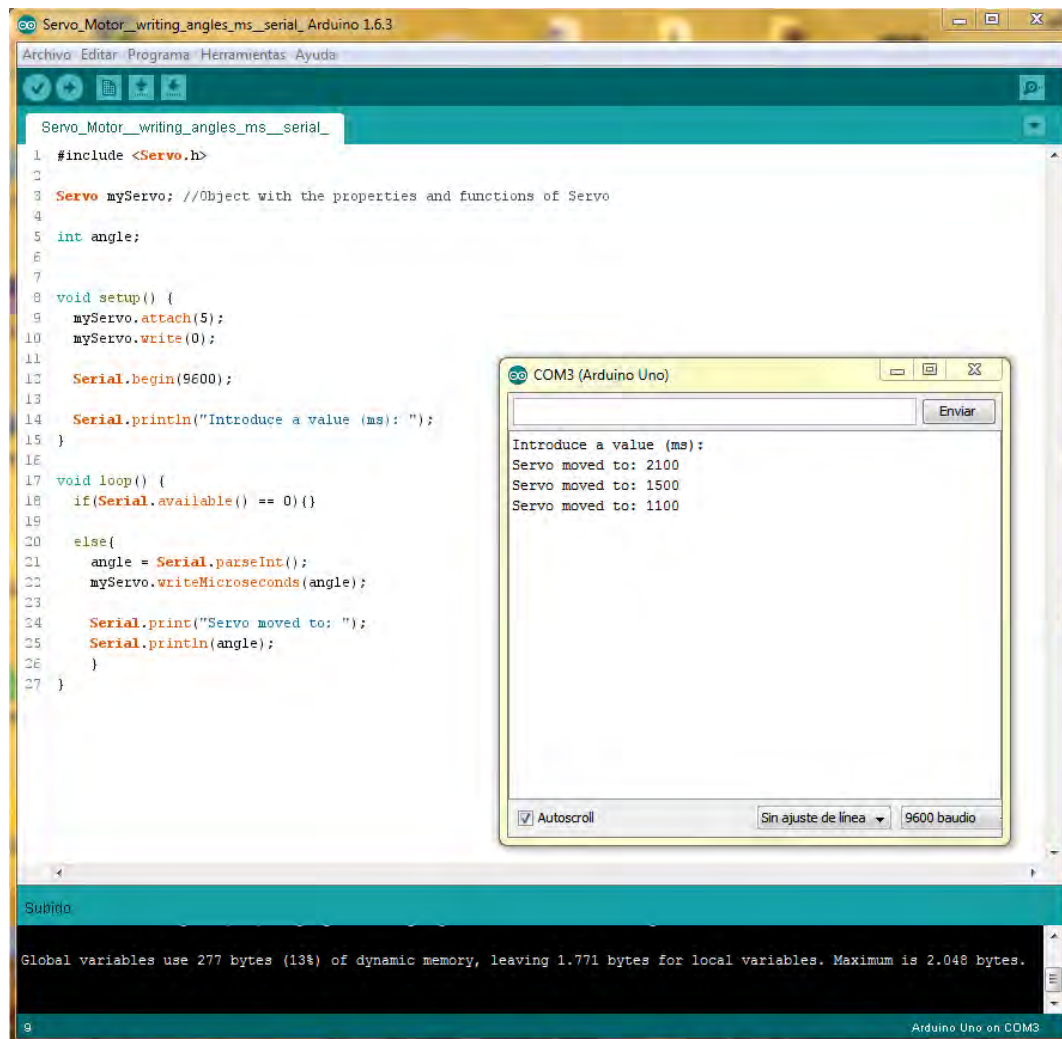 Servo_Motor__writing_angles_ms__serial_ Arduino 1.6.3
Archivo Editar Programa Herramientas Ayuda
Servo_Motor__writing_angles_ms__serial_
1 #include <Servo.h>
2
3 Servo myServo; //Object with the properties and functions of Servo
4
5 int angle;
6
7
8 void setup() {
9 myServo.attach(5);
10 myServo.write(0);
11
12 Serial.begin(9600);
13
14 Serial.println("Introduce a value (ms): ");
15 }
16
17 void loop() {
18 if(Serial.available() == 0){}
19
20 else{
21 angle = Serial.parseInt();
22 myServo.writeMicroseconds(angle);
23
24 Serial.print("Servo moved to: ");
25 Serial.println(angle);
26 }
27 }
COM3 (Arduino Uno)
Enviar
Introduce a value (ms):
Servo moved to: 2100
Servo moved to: 1500
Servo moved to: 1100
Autoscroll
Sin ajuste de línea
9600 baudio
Subido
Global variables use 277 bytes (13%) of dynamic memory, leaving 1.771 bytes for local variables. Maximum is 2.048 bytes.
9
Arduino Uno on COM3